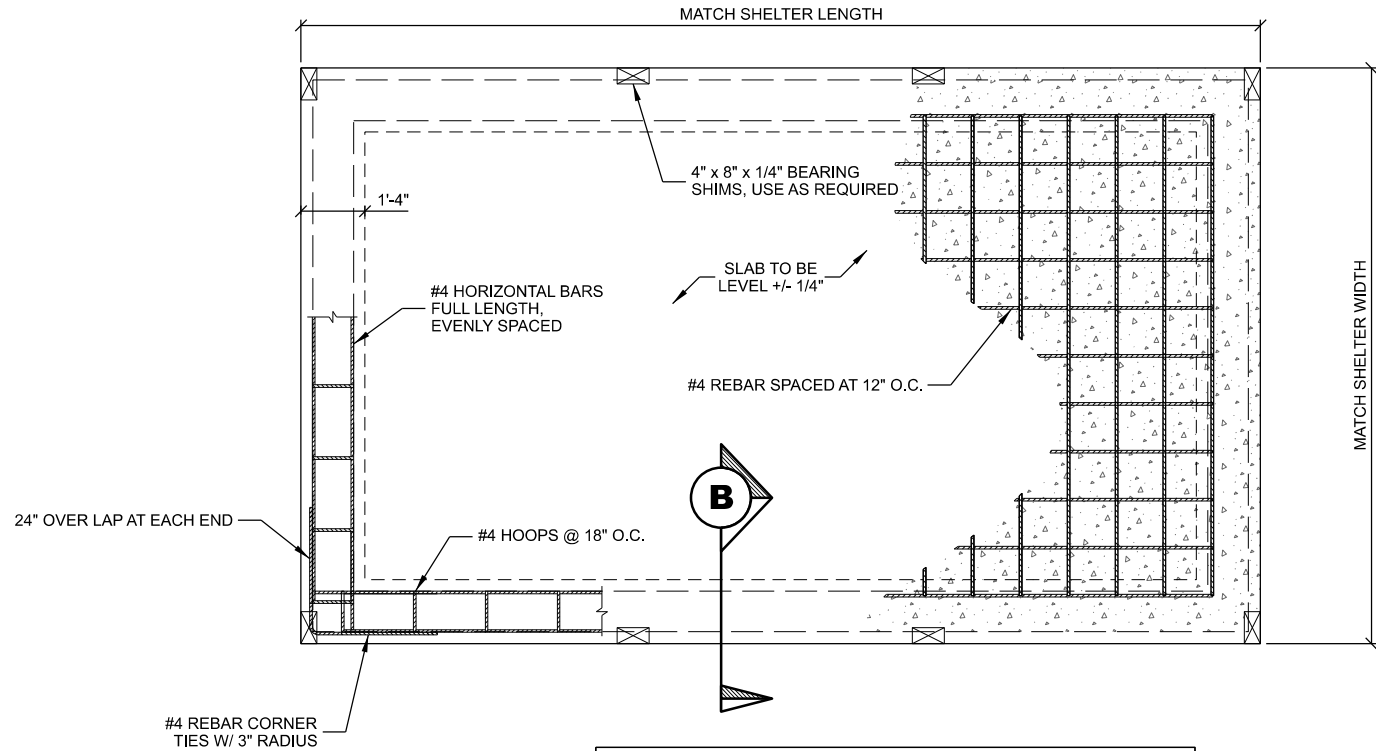 MATCH SHELTER LENGTH
4" x 8" x 1/4" BEARING
SHIMS, USE AS REQUIRED
1'-4"
SLAB TO BE
LEVEL +/- 1/4"
#4 HORIZONTAL BARS
FULL LENGTH,
EVENLY SPACED
MATCH SHELTER WIDTH
#4 REBAR SPACED AT 12" O.C.
B
24" OVER LAP AT EACH END
#4 HOOPS @ 18" O.C.
#4 REBAR CORNER
TIES W/ 3" RADIUS